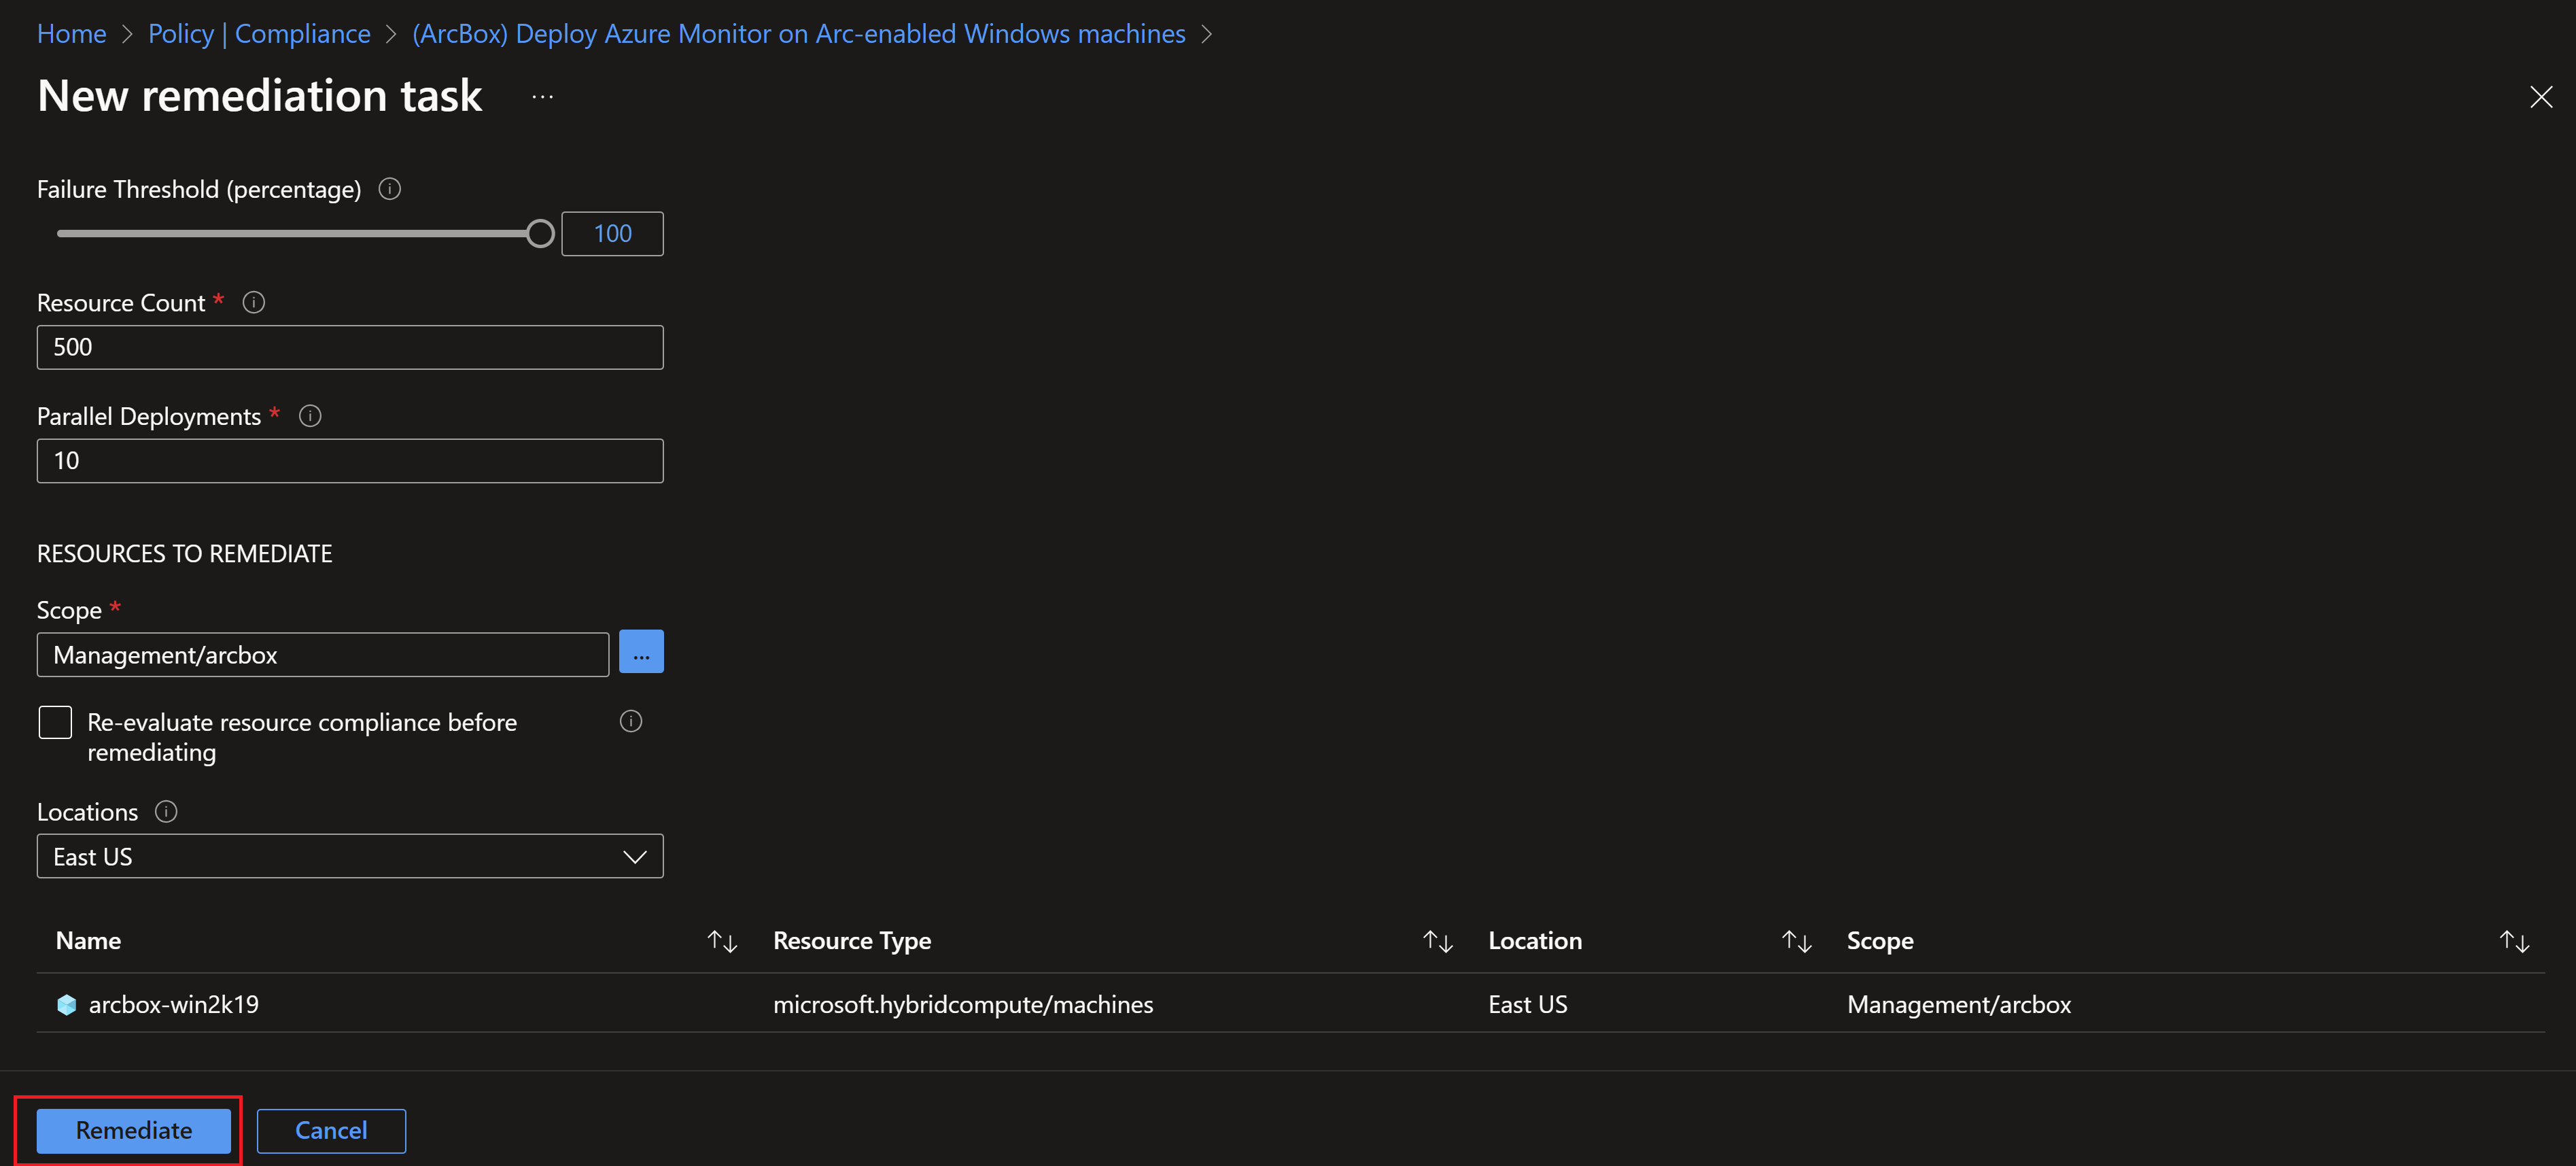 Home > Policy | Compliance > (ArcBox) Deploy Azure Monitor on Arc-enabled Windows machines >
New remediation task ...
Failure Threshold (percentage)
100
Resource Count *
500
Parallel Deployments *
10
RESOURCES TO REMEDIATE
Scope *
Management/arcbox ...
Re-evaluate resource compliance before
remediating
Locations
East US
Name Resource Type Location Scope
arcbox-win2k19 microsoft.hybridcompute/machines East US Management/arcbox
Remediate Cancel